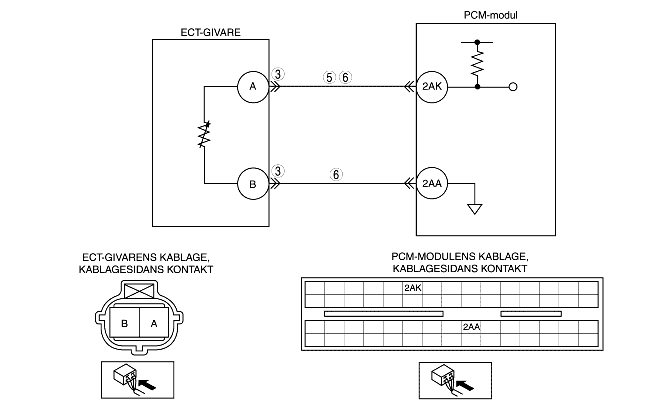 ECT-GIVARE
PCM-modul
A
3
5 6
2AK
B
3
6
2AA
ECT-GIVARENS KABLAGE,
KABLAGESIDANS KONTAKT
B A
PCM-MODULENS KABLAGE,
KABLAGESIDANS KONTAKT
2AK
2AA